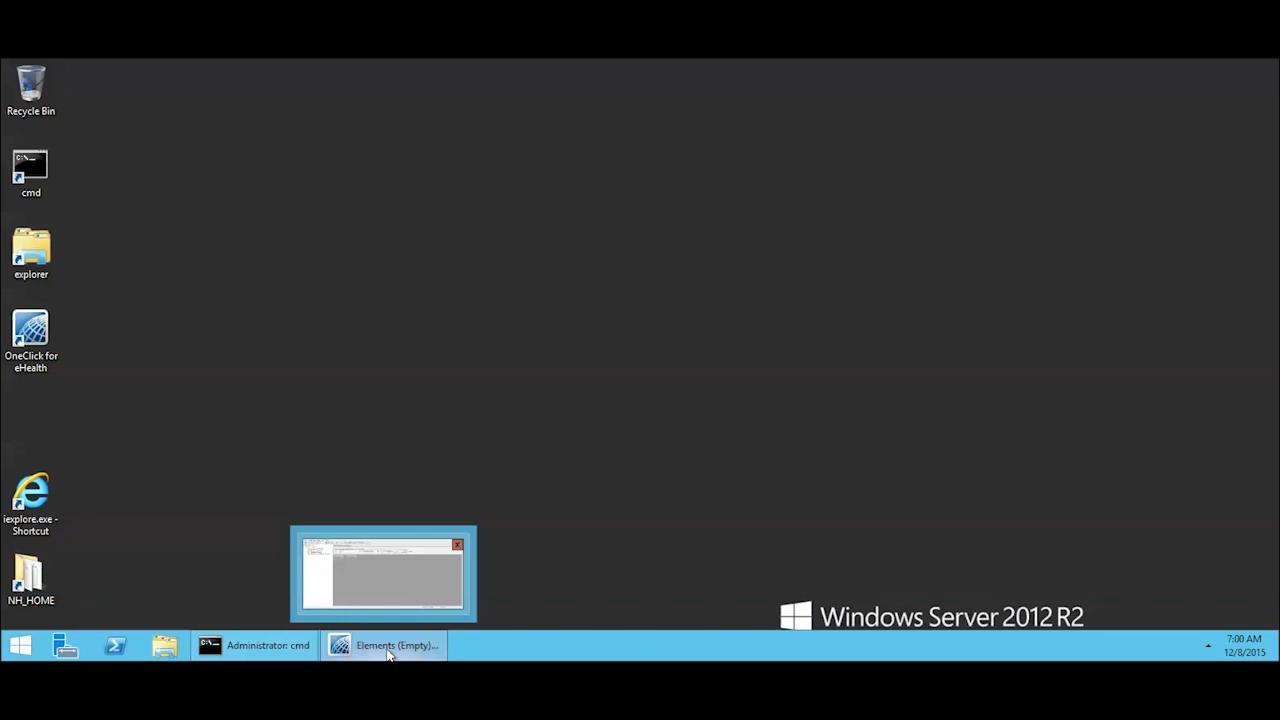 Recycle Bin
cmd
explorer
OneClick for
eHealth
iexplore.exe -
Shortcut
NH_HOME
Windows Server 2012 R2
Administrator: cmd
Elements (Empty)...
7:00 AM
12/8/2015